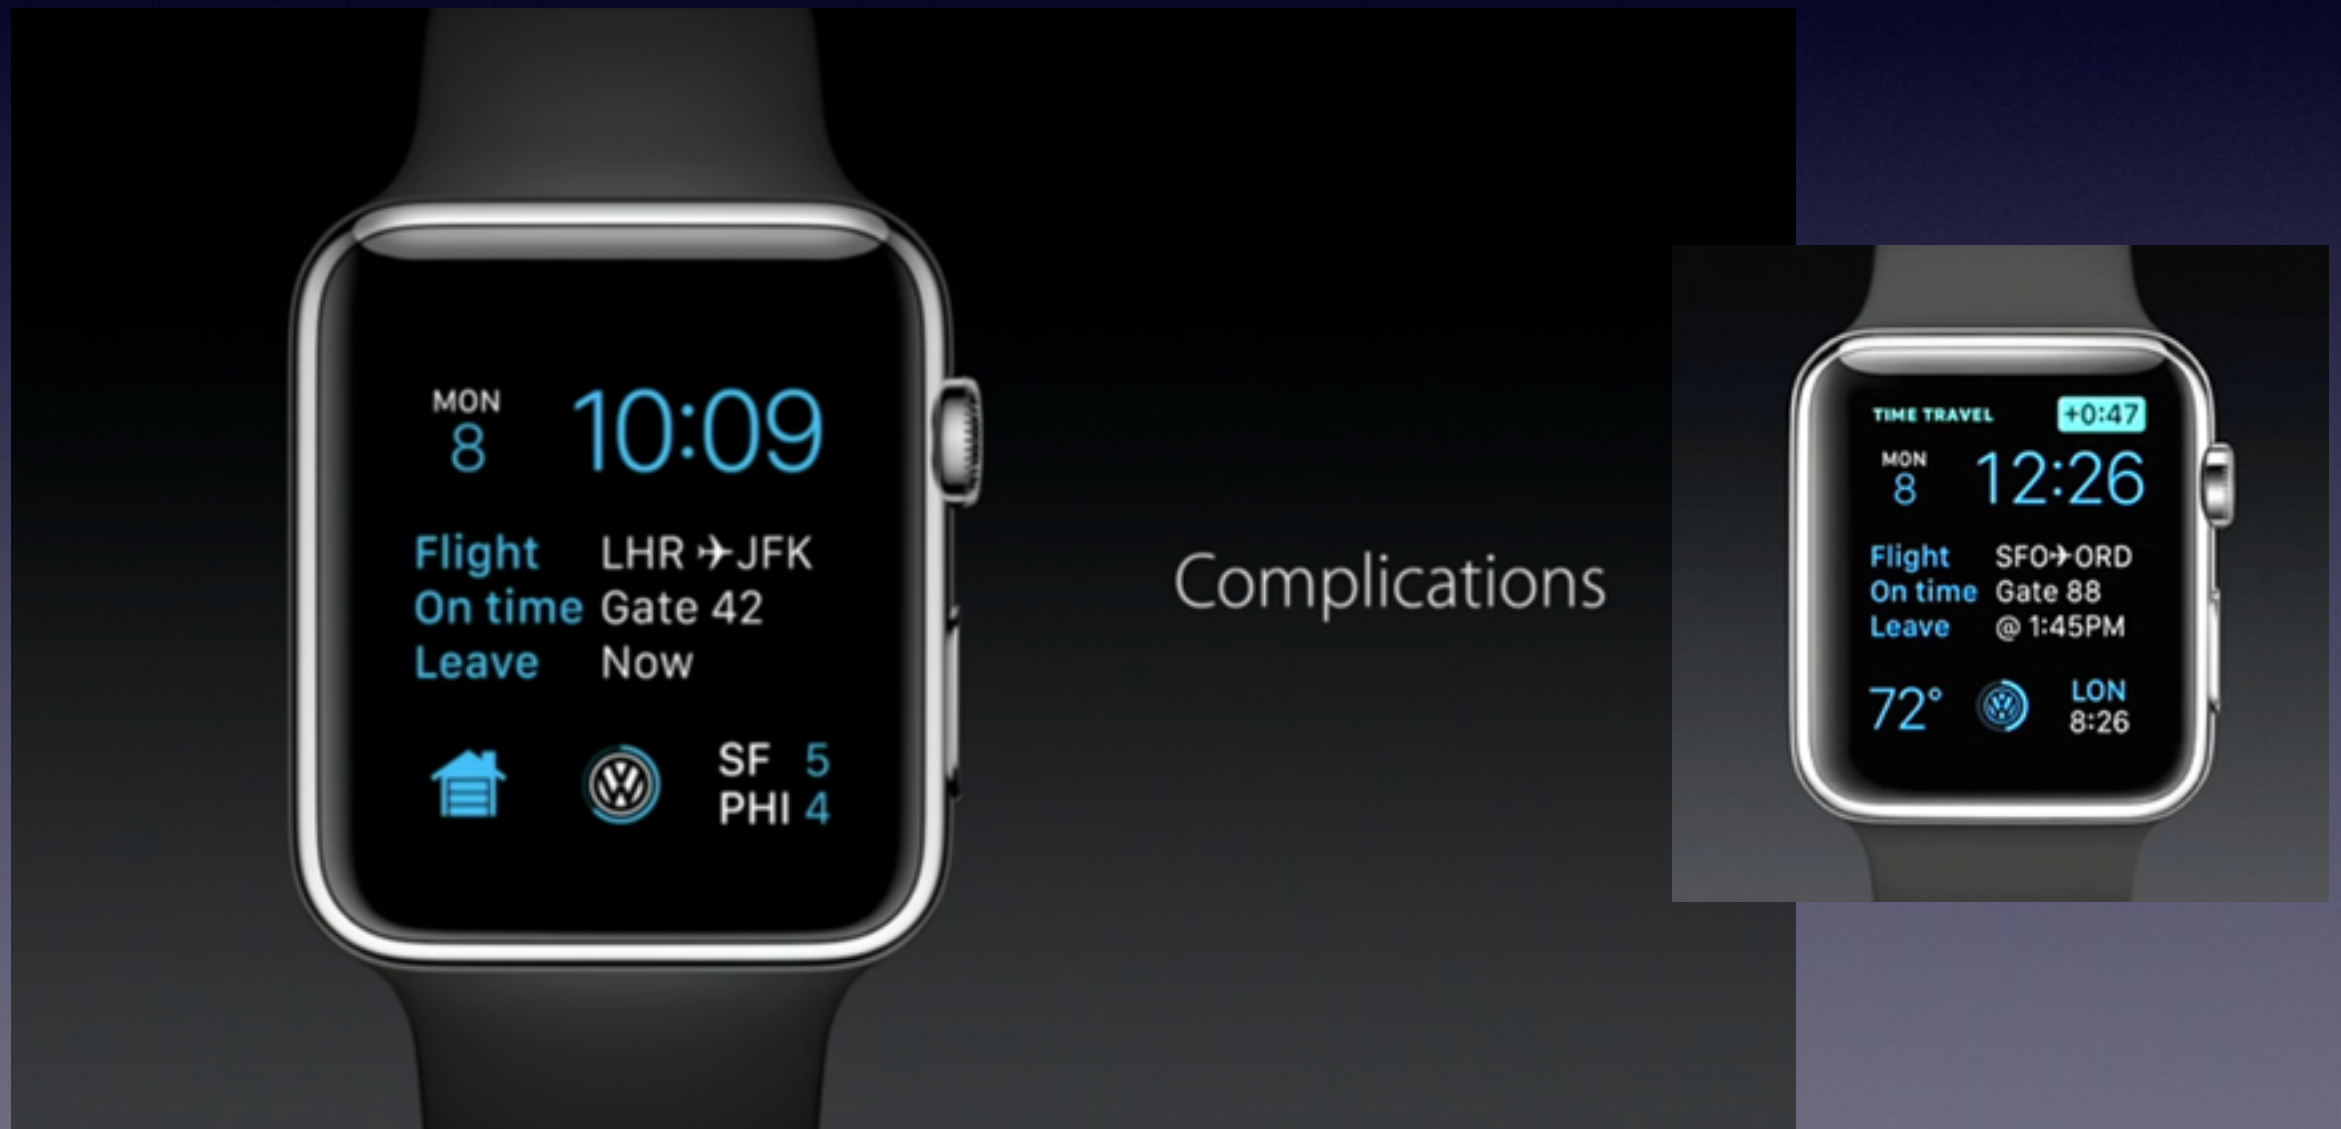 MON
8
10:09
Flight LHR ✈ JFK
On time Gate 42
Leave Now
SF 5
PHI 4
Complications
TIME TRAVEL +0:47
MON
8
12:26
Flight SFO✈ORD
On time Gate 88
Leave @ 1:45PM
72°
LON
8:26